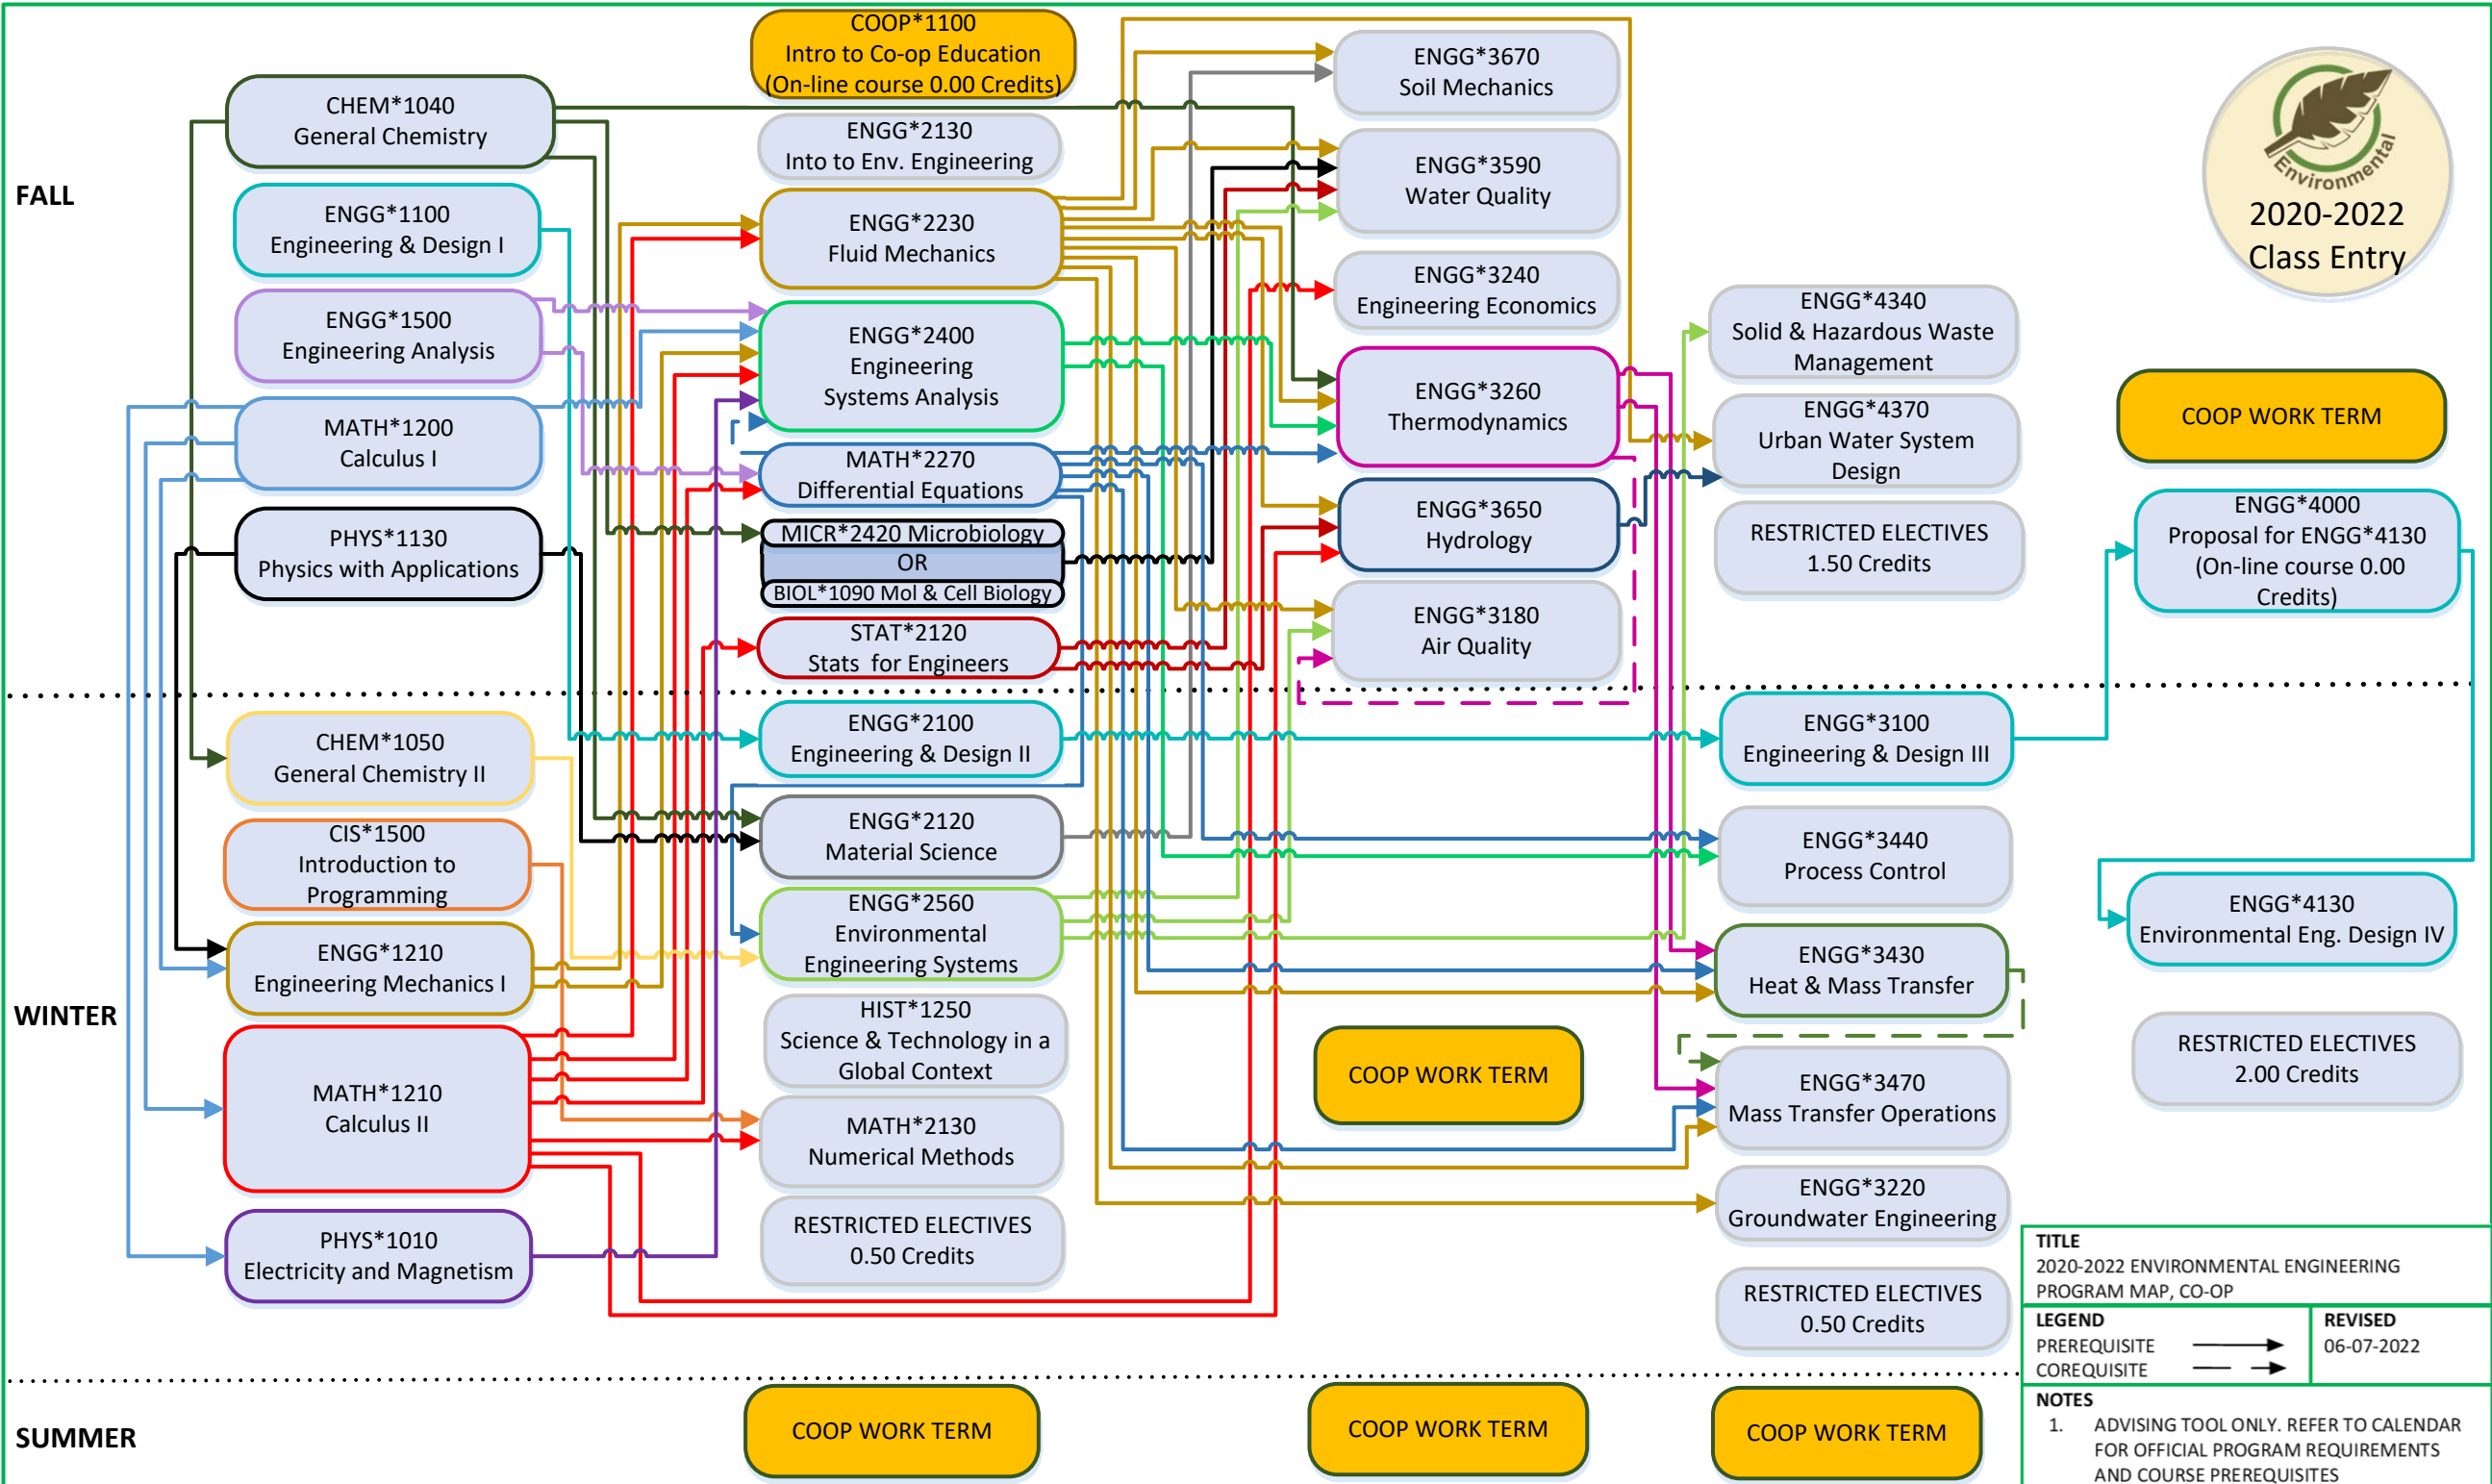 FALL
CHEM*1040
General Chemistry
ENGG*1100
Engineering & Design I
ENGG*1500
Engineering Analysis
MATH*1200
Calculus I
PHYS*1130
Physics with Applications
COOP*1100
Intro to Co-op Education
(On-line course 0.00 Credits)
ENGG*2130
Into to Env. Engineering
ENGG*2230
Fluid Mechanics
ENGG*2400
Engineering
Systems Analysis
MATH*2270
Differential Equations
MICR*2420 Microbiology
OR
BIOL*1090 Mol & Cell Biology
STAT*2120
Stats for Engineers
ENGG*3670
Soil Mechanics
ENGG*3590
Water Quality
ENGG*3240
Engineering Economics
ENGG*3260
Thermodynamics
ENGG*3650
Hydrology
ENGG*3180
Air Quality
ENGG*4340
Solid & Hazardous Waste
Management
ENGG*4370
Urban Water System
Design
RESTRICTED ELECTIVES
1.50 Credits
Environmental
2020-2022
Class Entry
COOP WORK TERM
ENGG*4000
Proposal for ENGG*4130
(On-line course 0.00
Credits)
WINTER
CHEM*1050
General Chemistry II
CIS*1500
Introduction to
Programming
ENGG*1210
Engineering Mechanics I
MATH*1210
Calculus II
PHYS*1010
Electricity and Magnetism
ENGG*2100
Engineering & Design II
ENGG*2120
Material Science
ENGG*2560
Environmental
Engineering Systems
HIST*1250
Science & Technology in a
Global Context
MATH*2130
Numerical Methods
RESTRICTED ELECTIVES
0.50 Credits
COOP WORK TERM
ENGG*3100
Engineering & Design III
ENGG*3440
Process Control
ENGG*3430
Heat & Mass Transfer
ENGG*3470
Mass Transfer Operations
ENGG*3220
Groundwater Engineering
RESTRICTED ELECTIVES
0.50 Credits
ENGG*4130
Environmental Eng. Design IV
RESTRICTED ELECTIVES
2.00 Credits
SUMMER
COOP WORK TERM
COOP WORK TERM
COOP WORK TERM
TITLE
2020-2022 ENVIRONMENTAL ENGINEERING
PROGRAM MAP, CO-OP
LEGEND
PREREQUISITE
COREQUISITE
REVISED
06-07-2022
NOTES
1. ADVISING TOOL ONLY. REFER TO CALENDAR
FOR OFFICIAL PROGRAM REQUIREMENTS
AND COURSE PREREQUISITES